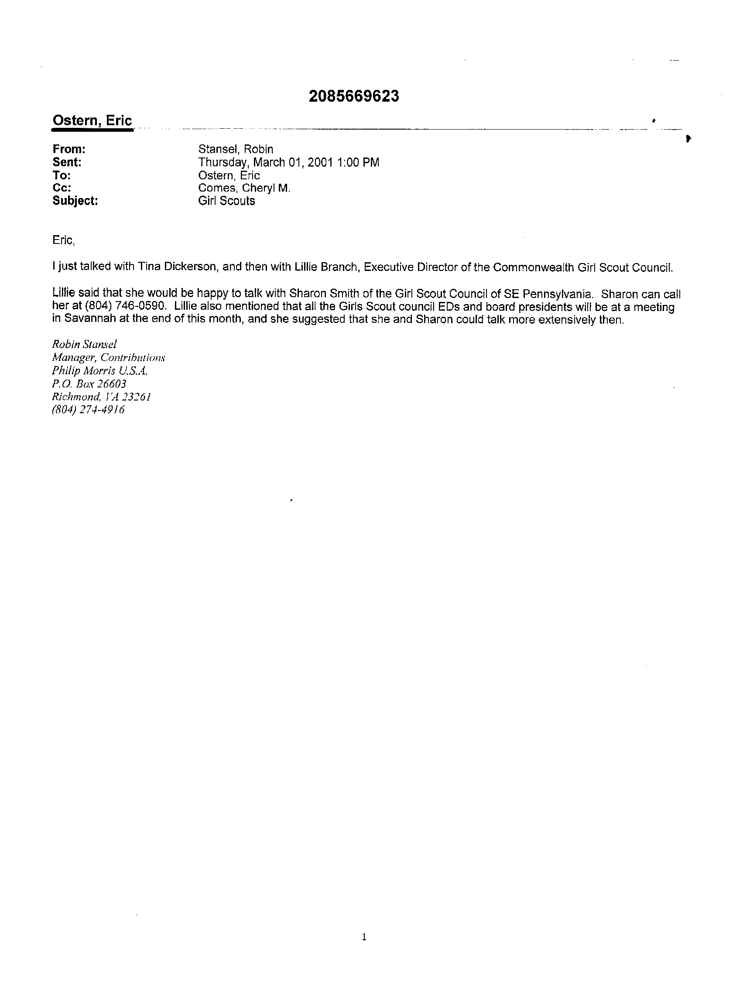 2085669623
Ostern, Eric
From: Stansel, Robin
Sent: Thursday, March 01, 2001 1:00 PM
To: Ostern, Eric
Cc: Comes, Cheryl M.
Subject: Girl Scouts
Eric,
I just talked with Tina Dickerson, and then with Lillie Branch, Executive Director of the Commonwealth Girl Scout Council.
Lillie said that she would be happy to talk with Sharon Smith of the Girl Scout Council of SE Pennsylvania. Sharon can call
her at (804) 746-0590. Lillie also mentioned that all the Girls Scout council EDs and board presidents will be at a meeting
in Savannah at the end of this month, and she suggested that she and Sharon could talk more extensively then.
Robin Stansel
Manager, Contributions
Philip Morris U.S.A.
P.O. Box 26603
Richmond, VA 23261
(804) 274-4916
1